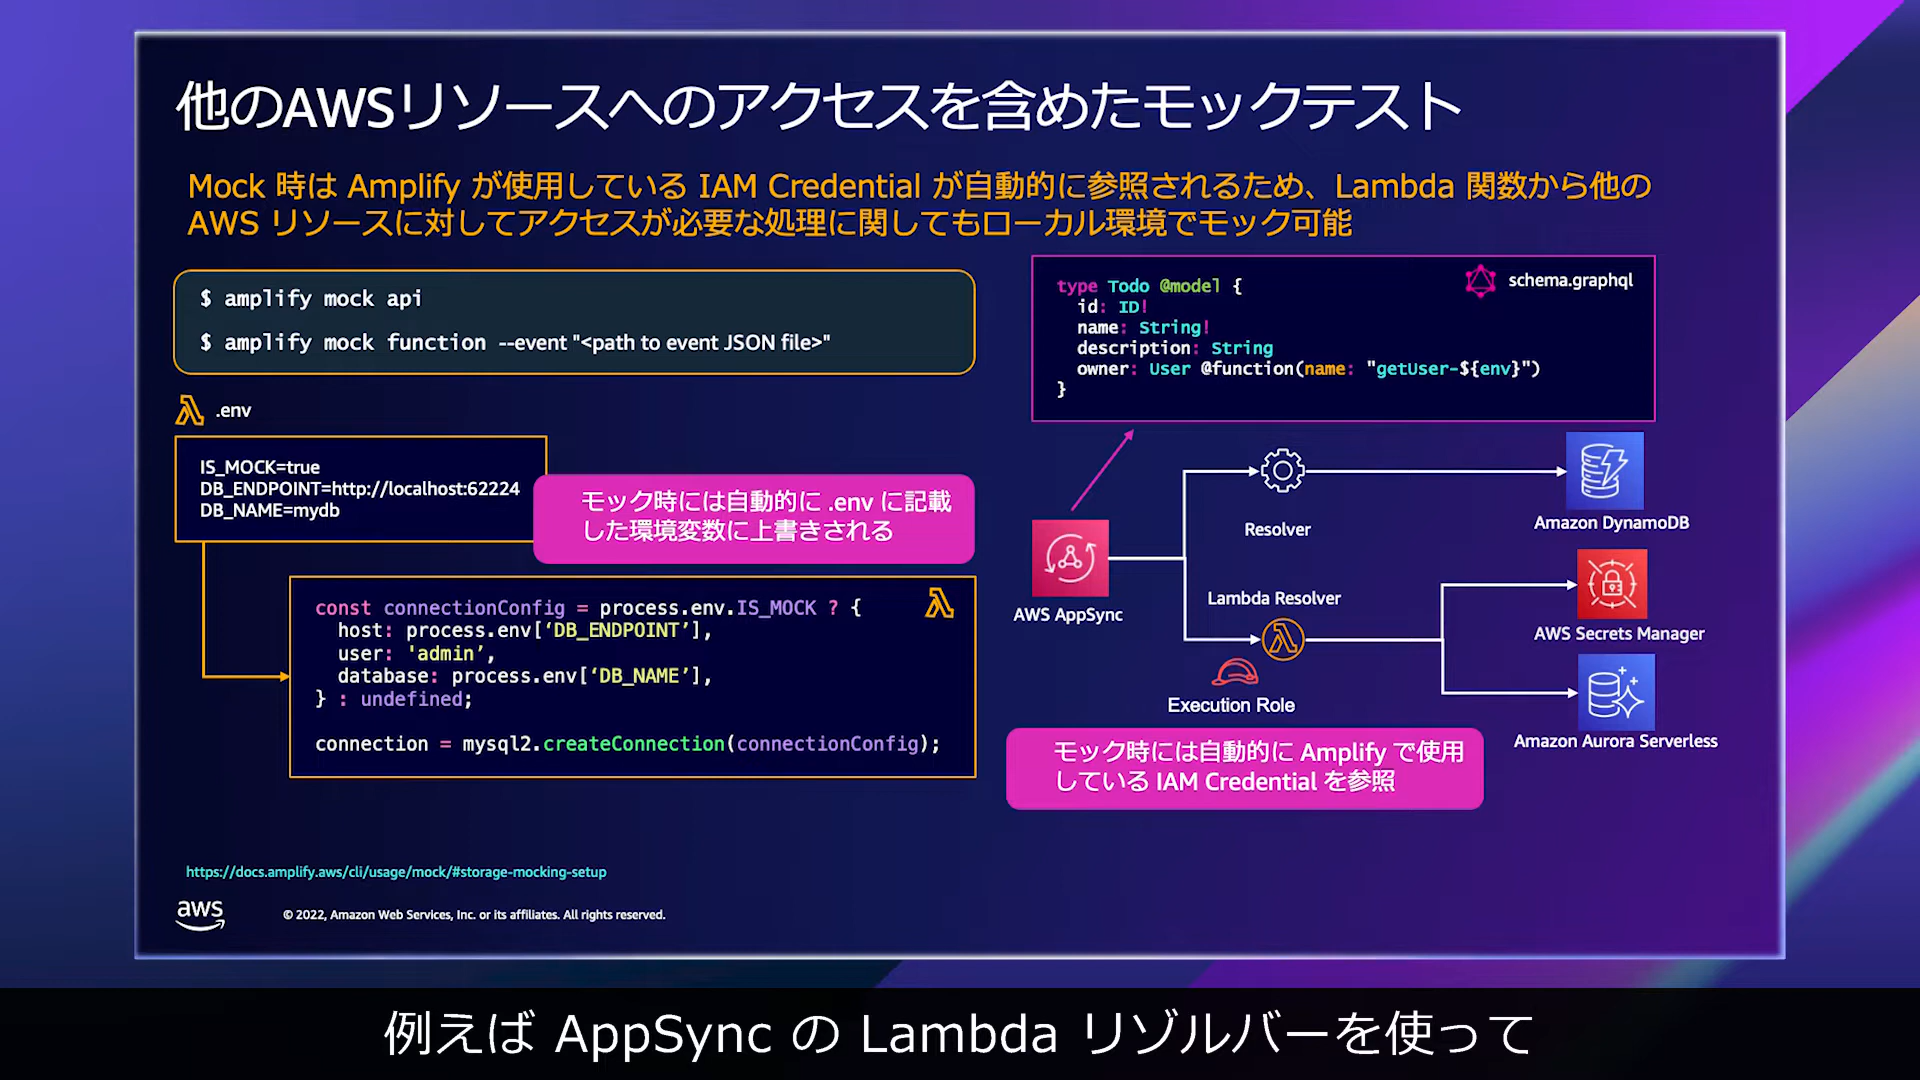 他のAWSリソースへのアクセスを含めたモックテスト
Mock 時は Amplify が使用している IAM Credential が自動的に参照されるため、Lambda 関数から他の
AWS リソースに対してアクセスが必要な処理に関してもローカル環境でモック可能
$ amplify mock api
$ amplify mock function --event "<path to event JSON file>"
.env
IS_MOCK=true
DB_ENDPOINT=http://localhost:62224
DB_NAME=mydb
モック時には自動的に .env に記載
した環境変数に上書きされる
const connectionConfig = process.env.IS_MOCK ? {
host: process.env[‘DB_ENDPOINT’],
user: 'admin’,
database: process.env[‘DB_NAME’],
} : undefined;
connection = mysql2.createConnection(connectionConfig);
schema.graphql
type Todo @model {
id: ID!
name: String!
description: String
owner: User @function(name: "getUser-${env}")
}
AWS AppSync
Resolver
Amazon DynamoDB
Lambda Resolver
Execution Role
AWS Secrets Manager
Amazon Aurora Serverless
モック時には自動的に Amplify で使用
している IAM Credential を参照
https://docs.amplify.aws/cli/usage/mock/#storage-mocking-setup
aws
© 2022, Amazon Web Services, Inc. or its affiliates. All rights reserved.
例えば AppSync の Lambda リゾルバーを使って